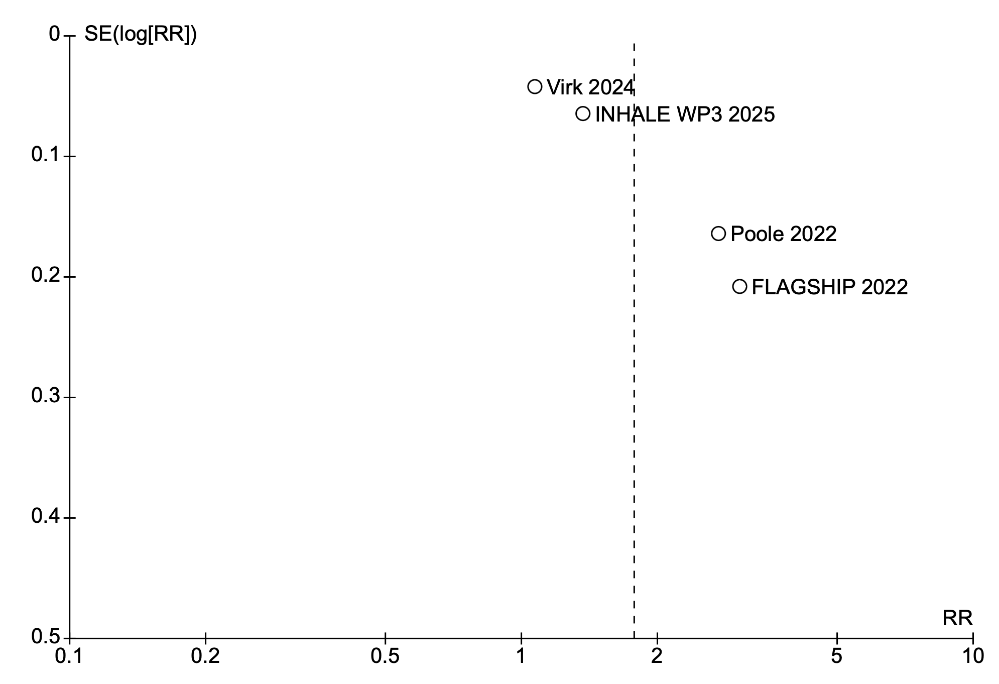 0 SE(log[RR])
Virk 2024
INHALE WP3 2025
0.1
Poole 2022
0.2
FLAGSHIP 2022
0.3
0.4
RR
0.5
0.1 0.2 0.5 1 2 5 10